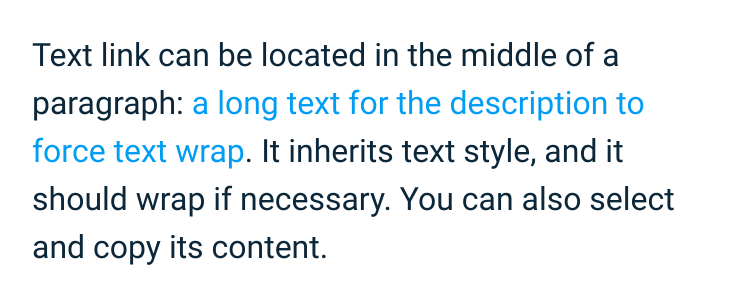 Text link can be located in the middle of a
paragraph: a long text for the description to
force text wrap. It inherits text style, and it
should wrap if necessary. You can also select
and copy its content.